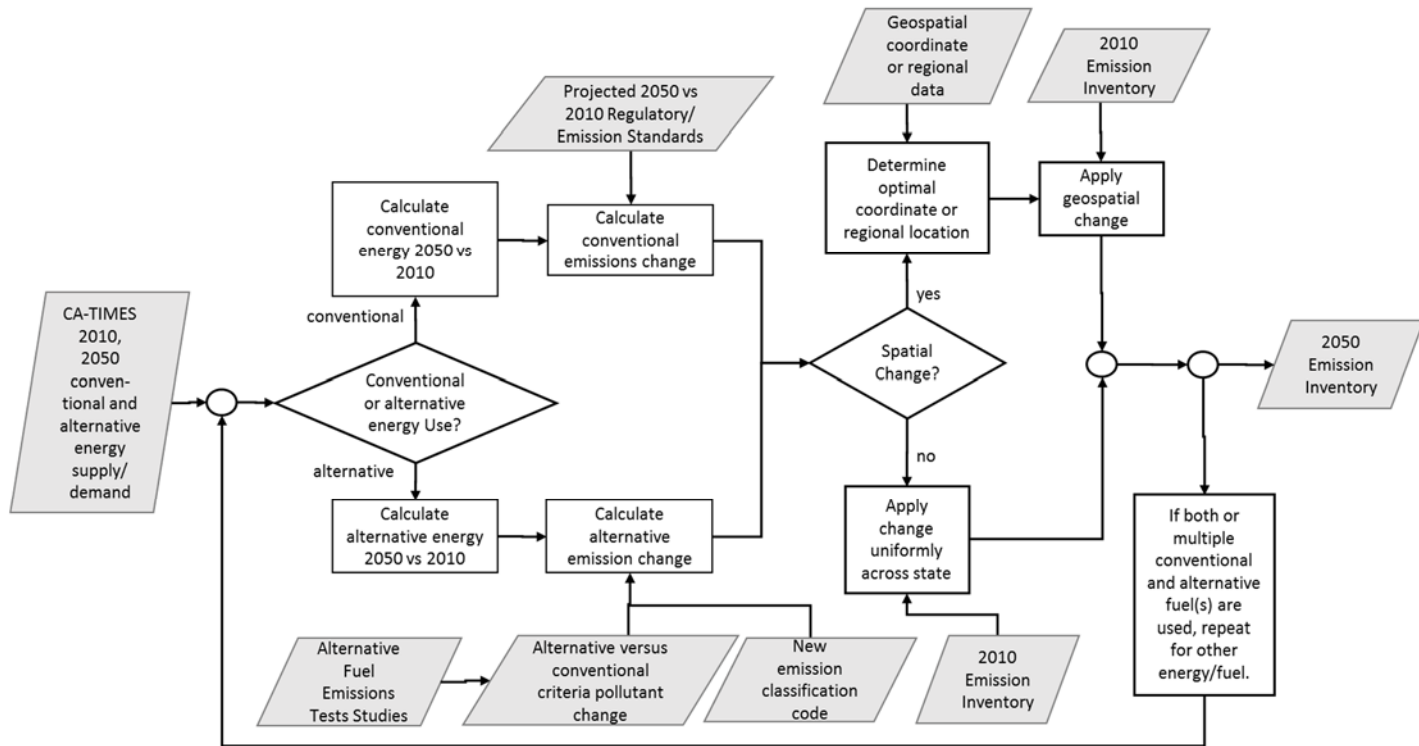 Geospatial
coordinate
or regional
data
2010
Emission
Inventory
Projected 2050 vs
2010 Regulatory/
Emission Standards
Determine
optimal
coordinate or
regional location
Apply
geospatial
change
Calculate
conventional
energy 2050 vs
2010
Calculate
conventional
emissions change
yes
conventional
CA-TIMES
2010,
2050
conven-
tional and
alternative
energy
supply/
demand
Conventional
or alternative
energy Use?
Spatial
Change?
2050
Emission
Inventory
no
alternative
Calculate
alternative energy
2050 vs 2010
Calculate
alternative
emission change
Apply
change
uniformly
across state
If both or
multiple
conventional
and alternative
fuel(s) are
used, repeat
for other
energy/fuel.
Alternative
Fuel
Emissions
Tests Studies
Alternative versus
conventional
criteria pollutant
change
New
emission
classification
code
2010
Emission
Inventory